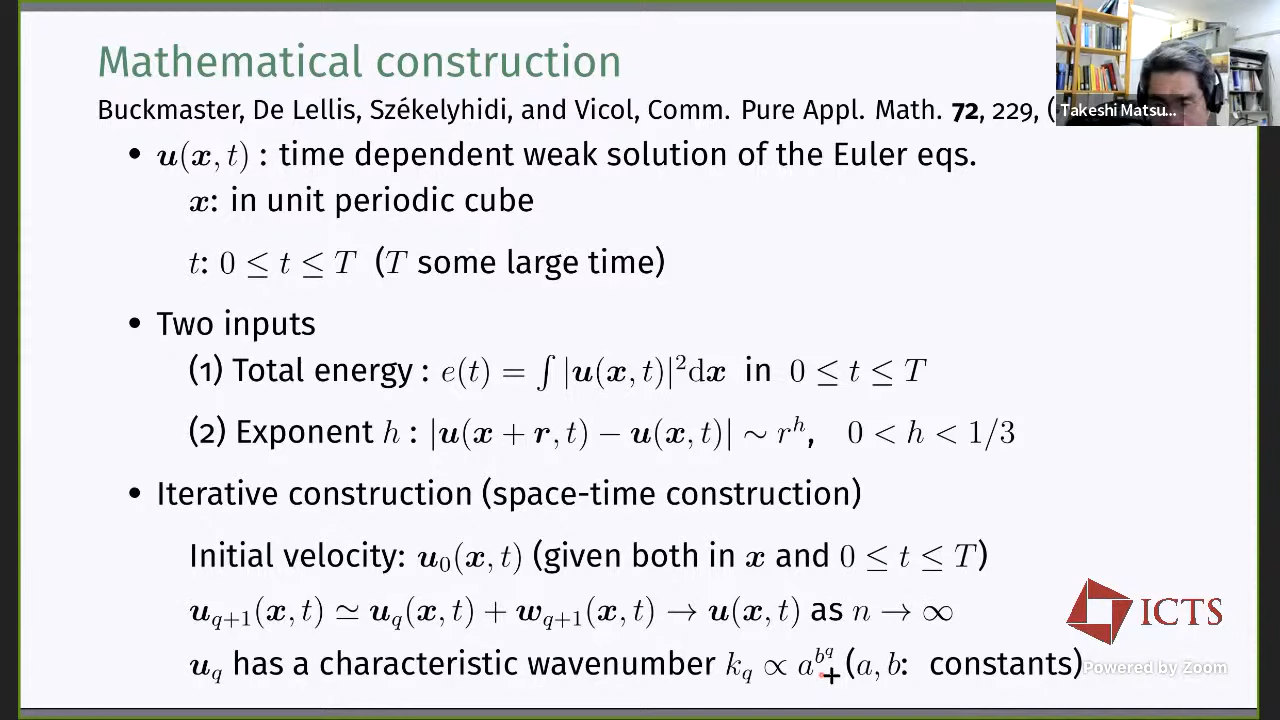 Mathematical construction
Buckmaster, De Lellis, Székelyhidi, and Vicol, Comm. Pure Appl. Math. 72, 229, (
Takeshi Matsu...
• u(x, t) : time dependent weak solution of the Euler eqs.
x: in unit periodic cube
t: 0 ≤ t ≤ T (T some large time)
• Two inputs
(1) Total energy : e(t) = ∫ |u(x, t)|² dx in 0 ≤ t ≤ T
(2) Exponent h : |u(x + r, t) − u(x, t)| ∼ r^h, 0 < h < 1/3
• Iterative construction (space-time construction)
Initial velocity: u₀(x, t) (given both in x and 0 ≤ t ≤ T)
u_{q+1}(x, t) ≃ u_q(x, t) + w_{q+1}(x, t) → u(x, t) as n → ∞
u_q has a characteristic wavenumber k_q ∝ a^{b^q} (a, b: constants)
ICTS
Powered by Zoom